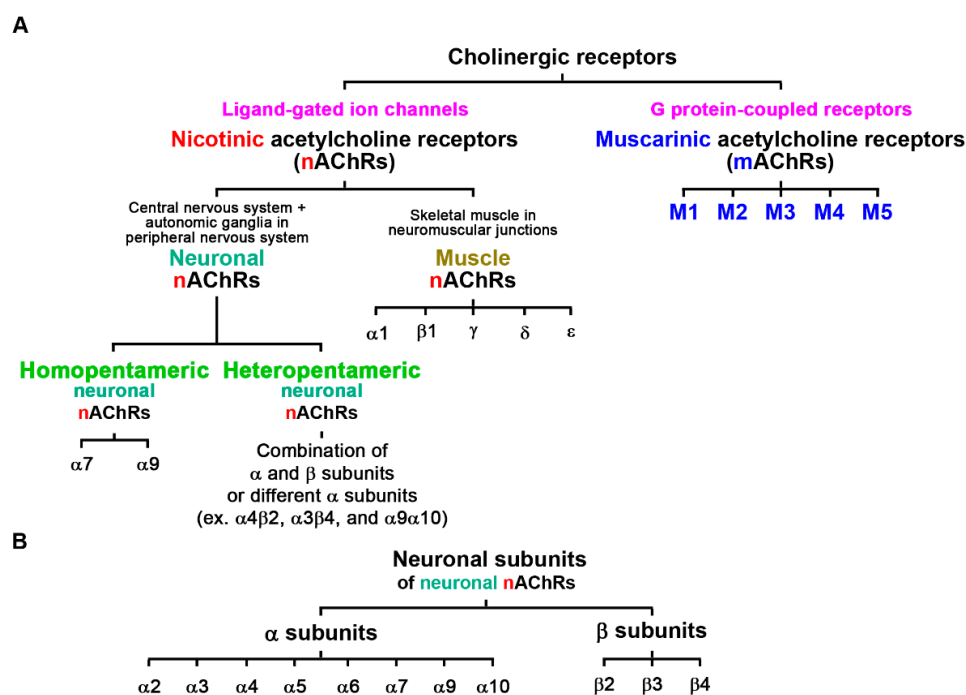 A
Cholinergic receptors
Ligand-gated ion channels
G protein-coupled receptors
Nicotinic acetylcholine receptors
(nAChRs)
Muscarinic acetylcholine receptors
(mAChRs)
M1 M2 M3 M4 M5
Central nervous system +
autonomic ganglia in
peripheral nervous system
Neuronal
nAChRs
Skeletal muscle in
neuromuscular junctions
Muscle
nAChRs
α1 β1 γ δ ε
Homopentameric
neuronal
nAChRs
α7 α9
Heteropentameric
neuronal
nAChRs
Combination of
α and β subunits
or different α subunits
(ex. α4β2, α3β4, and α9α10)
B
Neuronal subunits
of neuronal nAChRs
α subunits
α2 α3 α4 α5 α6 α7 α9 α10
β subunits
β2 β3 β4